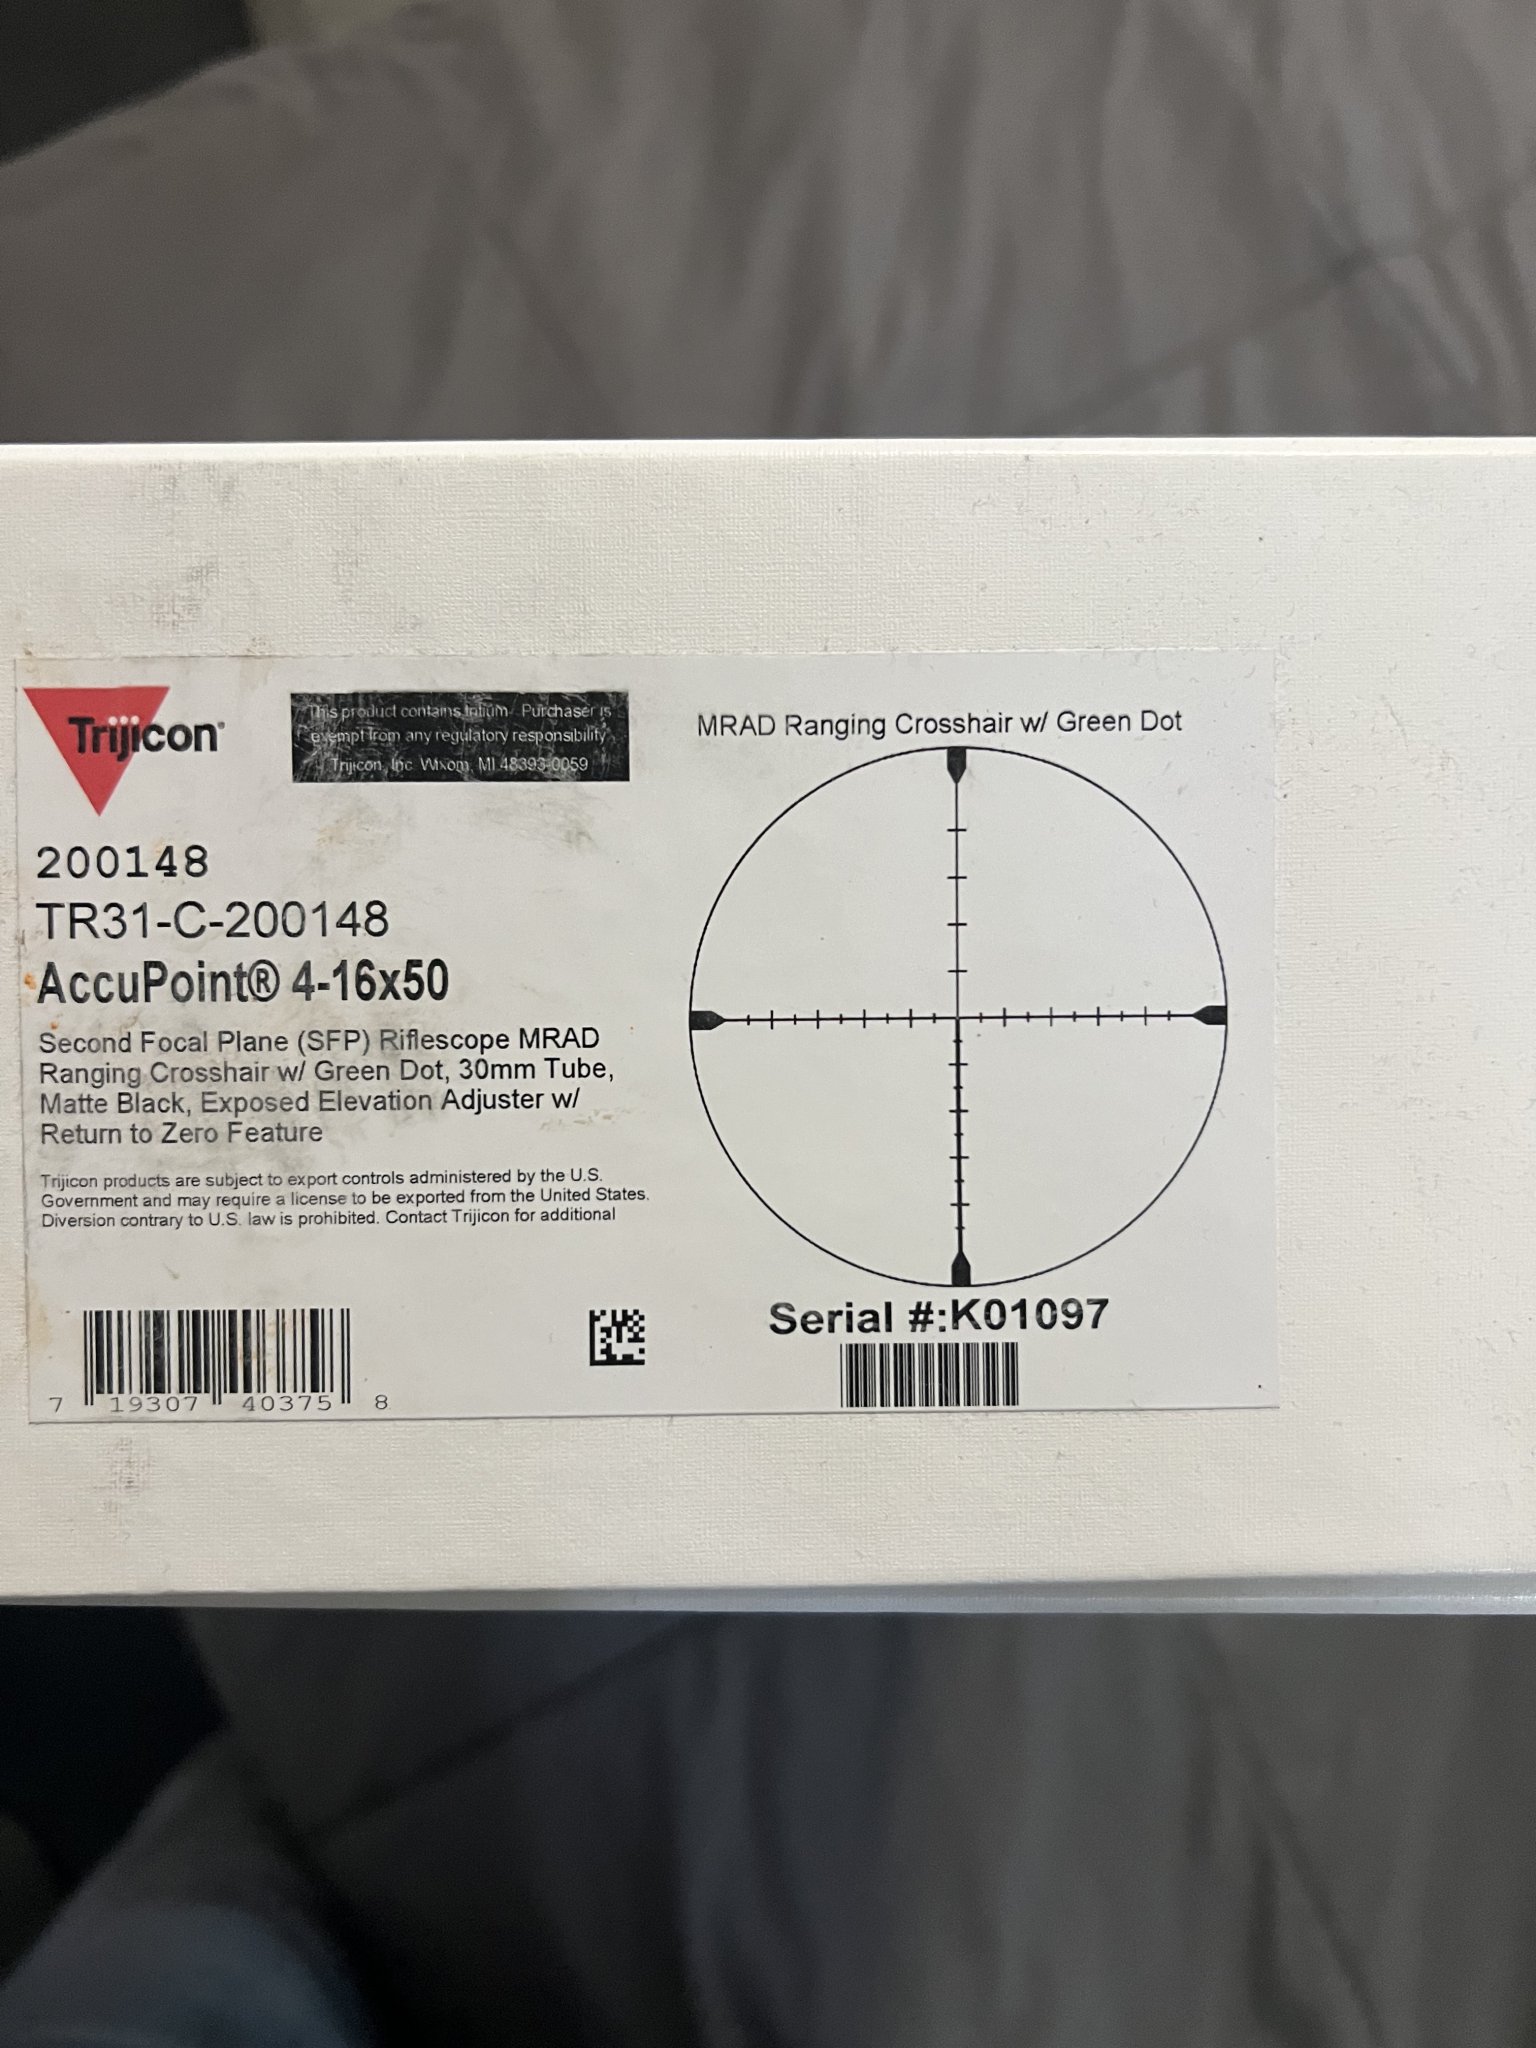 Trijicon®
This product contains tritium. Purchaser is
exempt from any regulatory responsibility.
Trijicon, Inc. Wixom, MI 48393-0059
200148
TR31-C-200148
AccuPoint® 4-16x50
Second Focal Plane (SFP) Riflescope MRAD
Ranging Crosshair w/ Green Dot, 30mm Tube,
Matte Black, Exposed Elevation Adjuster w/
Return to Zero Feature
Trijicon products are subject to export controls administered by the U.S.
Government and may require a license to be exported from the United States.
Diversion contrary to U.S. law is prohibited. Contact Trijicon for additional
7 19307 40375 8
MRAD Ranging Crosshair w/ Green Dot
Serial #:K01097